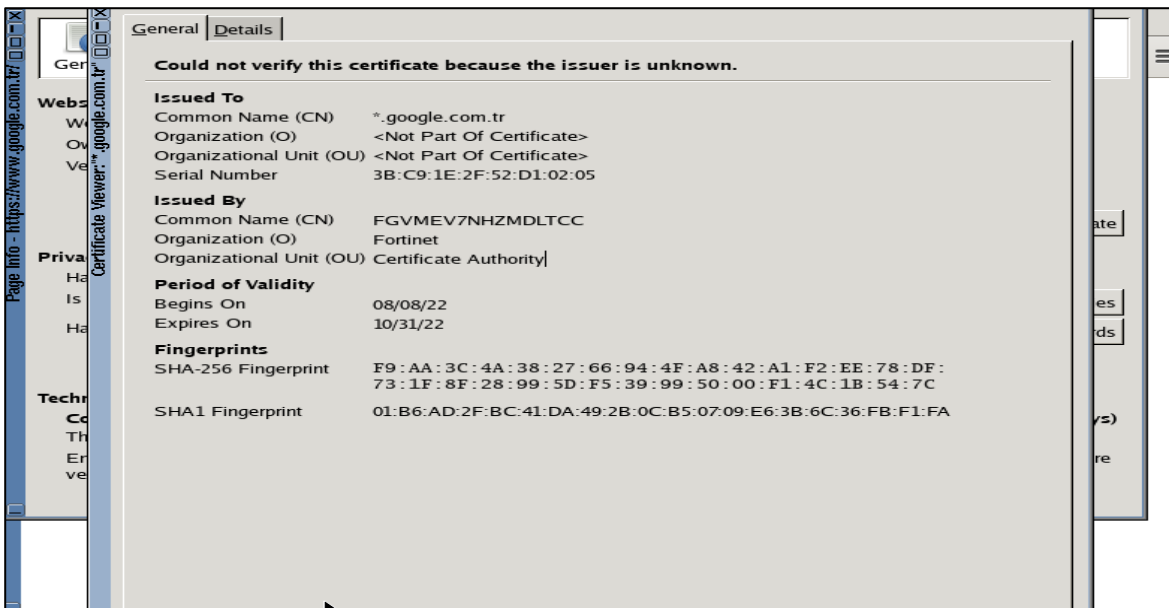 Page Info - https://www.google.com.tr/
Certificate Viewer:"*.google.com.tr"
General Details
Could not verify this certificate because the issuer is unknown.
Issued To
Common Name (CN) *.google.com.tr
Organization (O) <Not Part Of Certificate>
Organizational Unit (OU) <Not Part Of Certificate>
Serial Number 3B:C9:1E:2F:52:D1:02:05
Issued By
Common Name (CN) FGVMEV7NHZMDLTCC
Organization (O) Fortinet
Organizational Unit (OU) Certificate Authority
Period of Validity
Begins On 08/08/22
Expires On 10/31/22
Fingerprints
SHA-256 Fingerprint F9:AA:3C:4A:38:27:66:94:4F:A8:42:A1:F2:EE:78:DF:
73:1F:8F:28:99:5D:F5:39:99:50:00:F1:4C:1B:54:7C
SHA1 Fingerprint 01:B6:AD:2F:BC:41:DA:49:2B:0C:B5:07:09:E6:3B:6C:36:FB:F1:FA